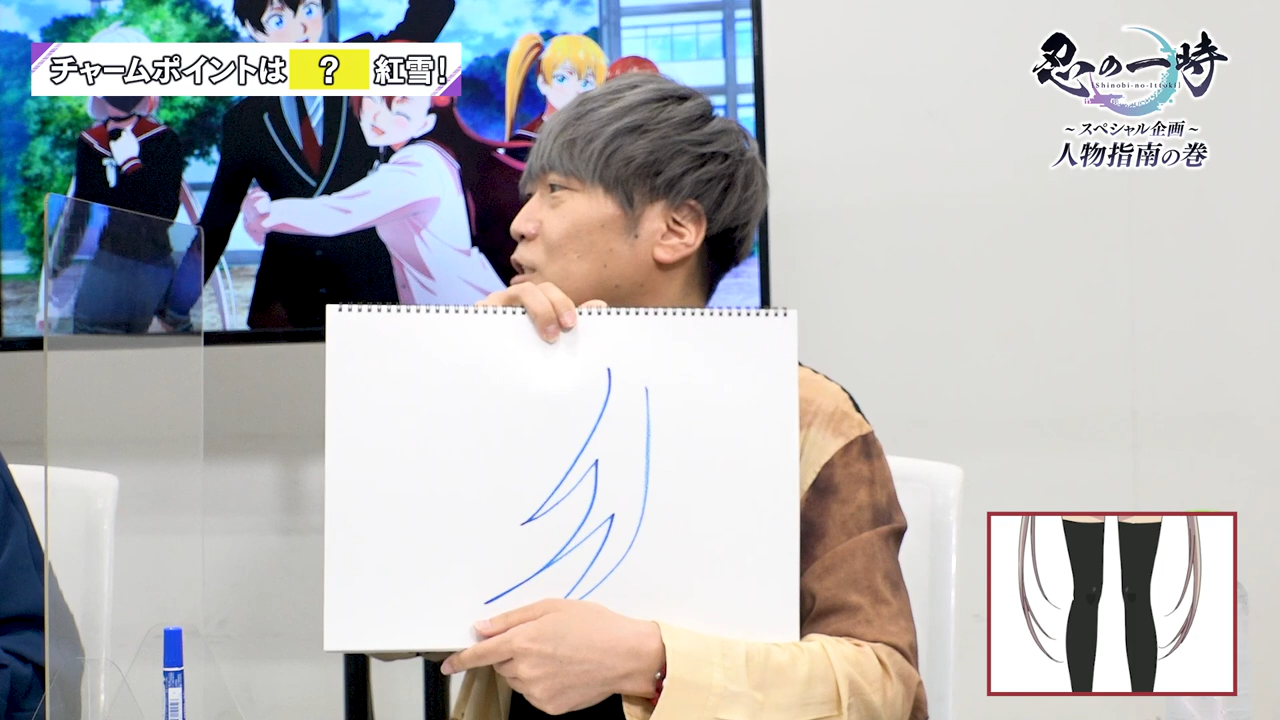 チャームポイントは ? 紅雪!
忍の一時
Shinobi-no-Ittoki
~スペシャル企画~
人物指南の巻